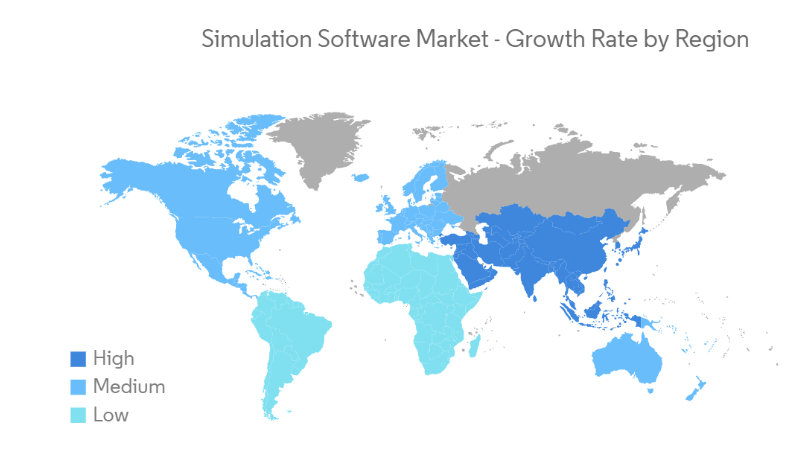 Simulation Software Market - Growth Rate by Region
High
Medium
Low